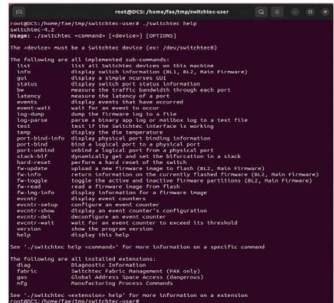 root@DCS: /home/fae/tmp/switchtec-user
root@DCS:/home/fae/tmp/switchtec-user# ./switchtec help
switchtec-4.2
Usage: ./switchtec <command> [<device>] [OPTIONS]
The <device> must be a Switchtec device (ex: /dev/switchtec0)
The following are all implemented sub-commands:
list list all Switchtec devices on this machine
info display switch information (BL1, BL2, Main Firmware)
gui display a simple ncurses GUI
status display switch port status information
bw measure the traffic bandwidth through each port
latency measure the latency of a port
events display events that have occurred
event-wait wait for an event to occur
log-dump dump the firmware log to a file
log-parse parse a binary app log or mailbox log to a text file
test test if the Switchtec interface is working
temp display the die temperature
port-bind-info display physical port binding information
port-bind bind a logical port to a physical port
port-unbind unbind a logical port from a physical port
stack-bif dynamically get and set the bifurcation in a stack
hard-reset perform a hard reset of the switch
fw-update upload a new firmware image to flash (BL2, Main Firmware)
fw-info return information on the currently flashed firmware (BL2, Main Firmware)
fw-toggle toggle the active and inactive firmware partitions (BL2, Main Firmware)
fw-read read a firmware image from flash
fw-img-info display information for a firmware image
evcntr display event counters
evcntr-setup configure an event counter
evcntr-show display an event counter's configuration
evcntr-del deconfigure an event counter
evcntr-wait wait for an event counter to exceed its threshold
version show the program version
help display this help
See './switchtec help <command>' for more information on a specific command
The following are all installed extensions:
diag Diagnostic Information
fabric Switchtec Fabric Management (PAX only)
gas Global Address Space Access (dangerous)
mfg Manufacturing Process Commands
See './switchtec <extension> help' for more information on a extension
root@DCS:/home/fae/tmp/switchtec-user#